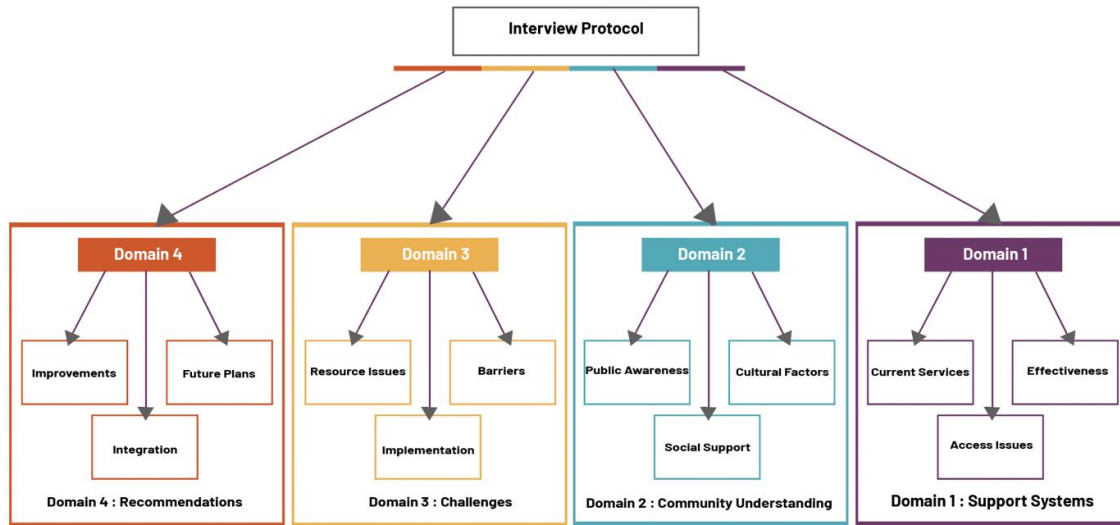 Interview Protocol
Domain 4
Improvements
Future Plans
Integration
Domain 4 : Recommendations
Domain 3
Resource Issues
Barriers
Implementation
Domain 3 : Challenges
Domain 2
Public Awareness
Cultural Factors
Social Support
Domain 2 : Community Understanding
Domain 1
Current Services
Effectiveness
Access Issues
Domain 1 : Support Systems